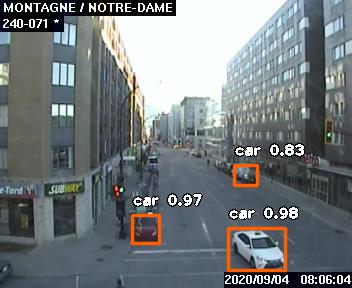 MONTAGNE / NOTRE-DAME
240-071 *
car 0.83
e-Tard
SUBWAY
car 0.97
car 0.98
2020/09/04 08:06:04